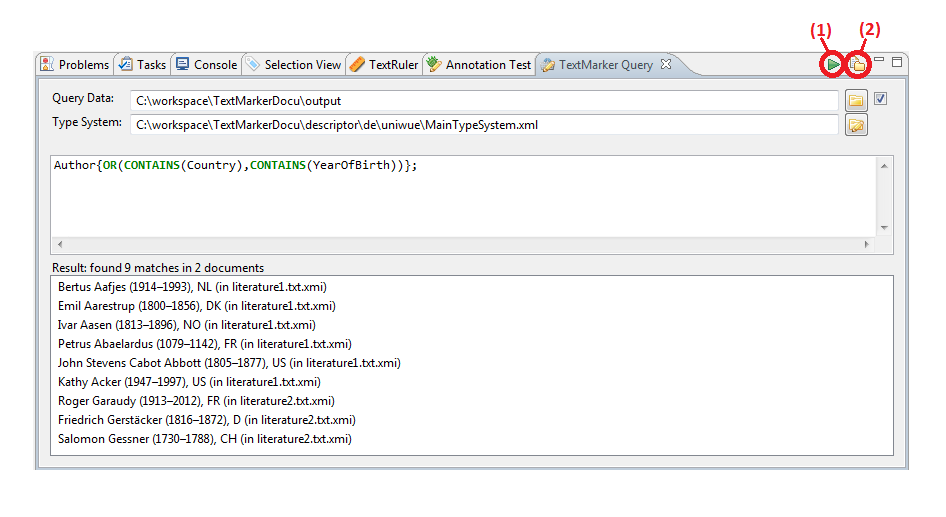 (1) (2)
Problems Tasks Console Selection View TextRuler Annotation Test TextMarker Query
Query Data: C:\workspace\TextMarkerDocu\output
Type System: C:\workspace\TextMarkerDocu\descriptor\de\uniwue\MainTypeSystem.xml
Author{OR(CONTAINS(Country),CONTAINS(YearOfBirth))};
Result: found 9 matches in 2 documents
Bertus Aafjes (1914–1993), NL (in literature1.txt.xmi)
Emil Aarestrup (1800–1856), DK (in literature1.txt.xmi)
Ivar Aasen (1813–1896), NO (in literature1.txt.xmi)
Petrus Abaelardus (1079–1142), FR (in literature1.txt.xmi)
John Stevens Cabot Abbott (1805–1877), US (in literature1.txt.xmi)
Kathy Acker (1947–1997), US (in literature1.txt.xmi)
Roger Garaudy (1913–2012), FR (in literature2.txt.xmi)
Friedrich Gerstäcker (1816–1872), D (in literature2.txt.xmi)
Salomon Gessner (1730–1788), CH (in literature2.txt.xmi)